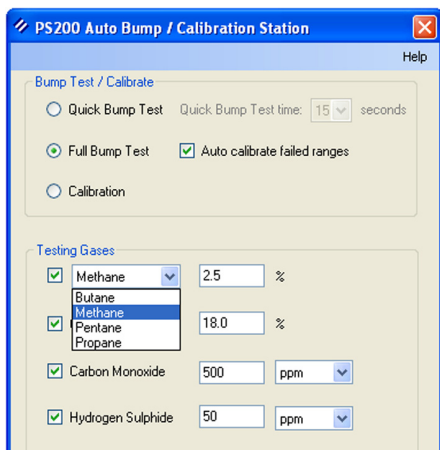 PS200 Auto Bump / Calibration Station
Help
Bump Test / Calibrate
Quick Bump Test Quick Bump Test time: 15 seconds
Full Bump Test Auto calibrate failed ranges
Calibration
Testing Gases
Methane 2.5 %
Butane
Methane
Pentane
Propane
18.0 %
Carbon Monoxide 500 ppm
Hydrogen Sulphide 50 ppm